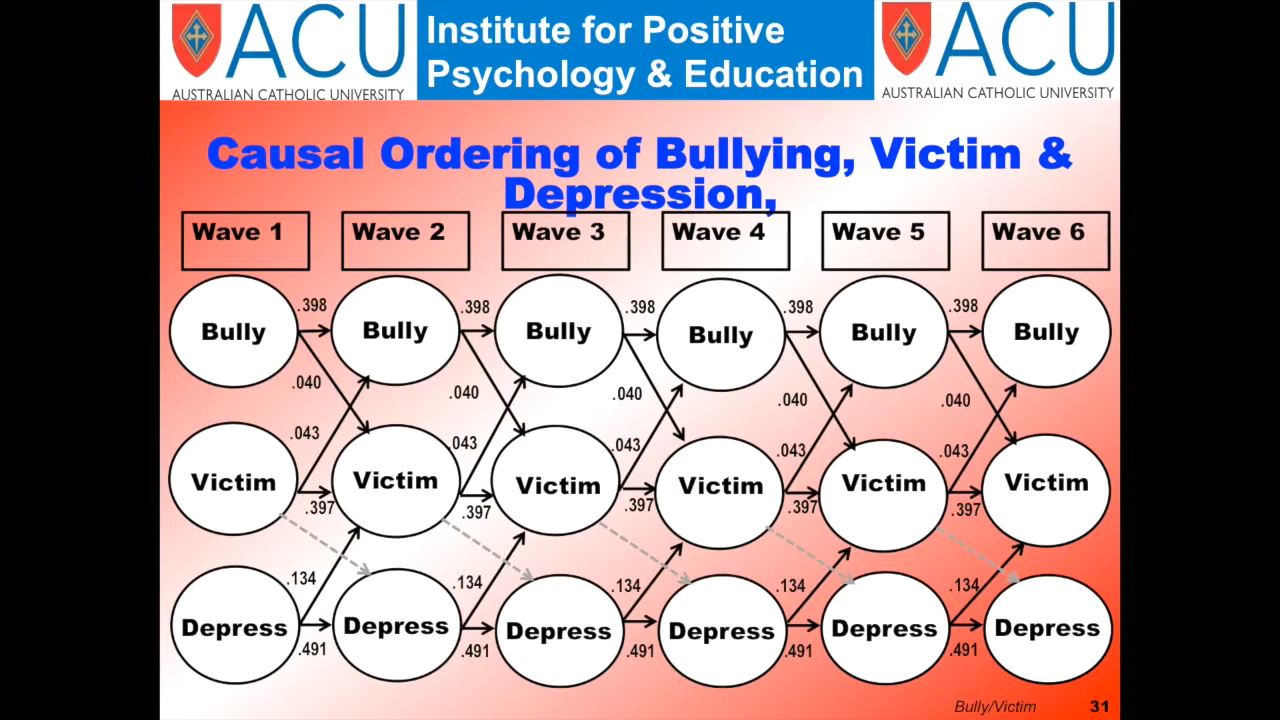 ACU
AUSTRALIAN CATHOLIC UNIVERSITY
Institute for Positive
Psychology & Education
ACU
AUSTRALIAN CATHOLIC UNIVERSITY
Causal Ordering of Bullying, Victim &
Depression,
Wave 1 Wave 2 Wave 3 Wave 4 Wave 5 Wave 6
.398 .398 .398 .398 .398
Bully Bully Bully Bully Bully Bully
.040 .040 .040 .040 .040
.043 043 .043 .043 .043
Victim Victim Victim Victim Victim Victim
.397 .397 .397 .397 .397
.134 .134 .134 .134 .134
Depress Depress Depress Depress Depress Depress
.491 .491 .491 .491 .491
Bully/Victim 31